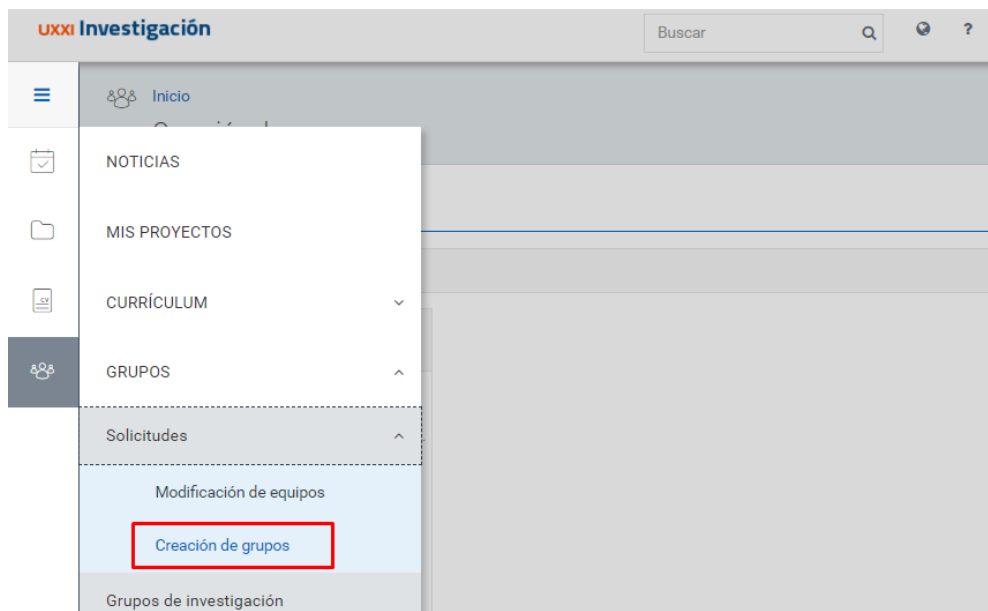 uxxi Investigación
Buscar
?
Inicio
NOTICIAS
MIS PROYECTOS
CV
CURRÍCULUM
GRUPOS
Solicitudes
Modificación de equipos
Creación de grupos
Grupos de investigación